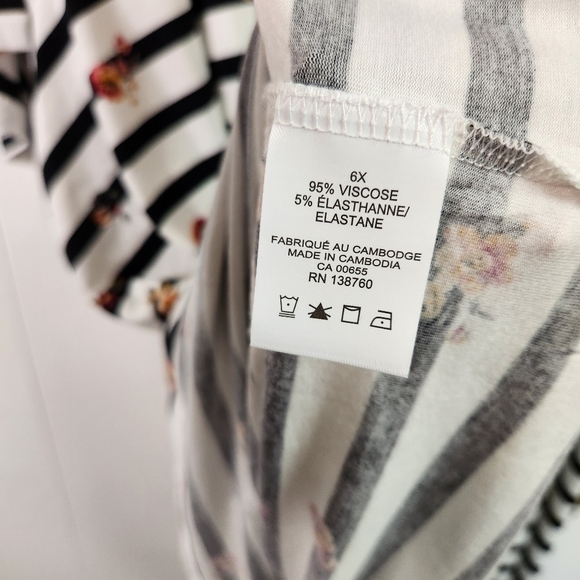 6X
95% VISCOSE
5% ÉLASTHANNE/
ELASTANE
FABRIQUÉ AU CAMBODGE
MADE IN CAMBODIA
CA 00655
RN 138760